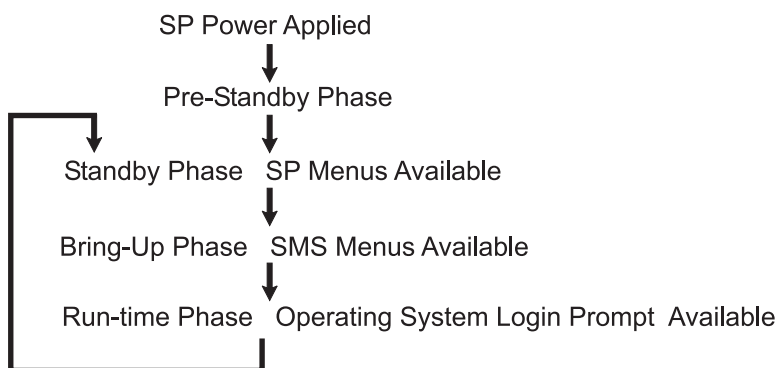 SP Power Applied
Pre-Standby Phase
Standby Phase SP Menus Available
Bring-Up Phase SMS Menus Available
Run-time Phase Operating System Login Prompt Available